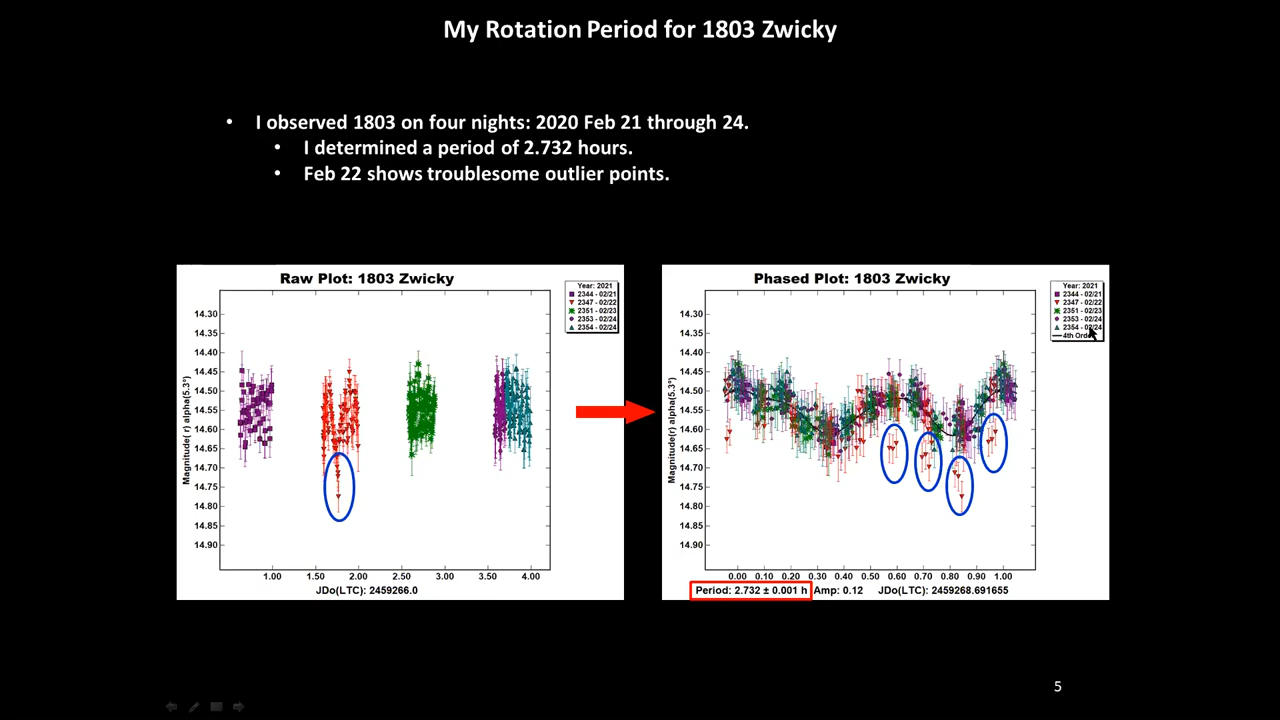 My Rotation Period for 1803 Zwicky
• I observed 1803 on four nights: 2020 Feb 21 through 24.
• I determined a period of 2.732 hours.
• Feb 22 shows troublesome outlier points.
Raw Plot: 1803 Zwicky
Year: 2021
2344 - 02/21
2347 - 02/22
2351 - 02/23
2353 - 02/24
2354 - 02/24
14.30
14.35
14.40
14.45
14.50
14.55
14.60
14.65
14.70
14.75
14.80
14.85
14.90
Magnitude(r) alpha(5.3°)
1.00 1.50 2.00 2.50 3.00 3.50 4.00
JDo(LTC): 2459266.0
Phased Plot: 1803 Zwicky
Year: 2021
2344 - 02/21
2347 - 02/22
2351 - 02/23
2353 - 02/24
2354 - 02/24
4th
14.30
14.35
14.40
14.45
14.50
14.55
14.60
14.65
14.70
14.75
14.80
14.85
14.90
Magnitude(r) alpha(5.3°)
0.00 0.10 0.20 0.30 0.40 0.50 0.60 0.70 0.80 0.90 1.00
Period: 2.732 ± 0.001 h Amp: 0.12 JDo(LTC): 2459268.691655
5